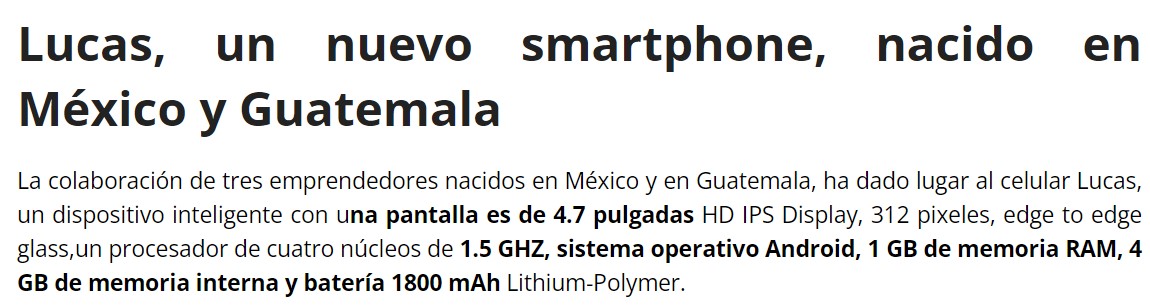 Lucas, un nuevo smartphone, nacido en
México y Guatemala
La colaboración de tres emprendedores nacidos en México y en Guatemala, ha dado lugar al celular Lucas,
un dispositivo inteligente con una pantalla es de 4.7 pulgadas HD IPS Display, 312 pixeles, edge to edge
glass,un procesador de cuatro núcleos de 1.5 GHZ, sistema operativo Android, 1 GB de memoria RAM, 4
GB de memoria interna y batería 1800 mAh Lithium-Polymer.